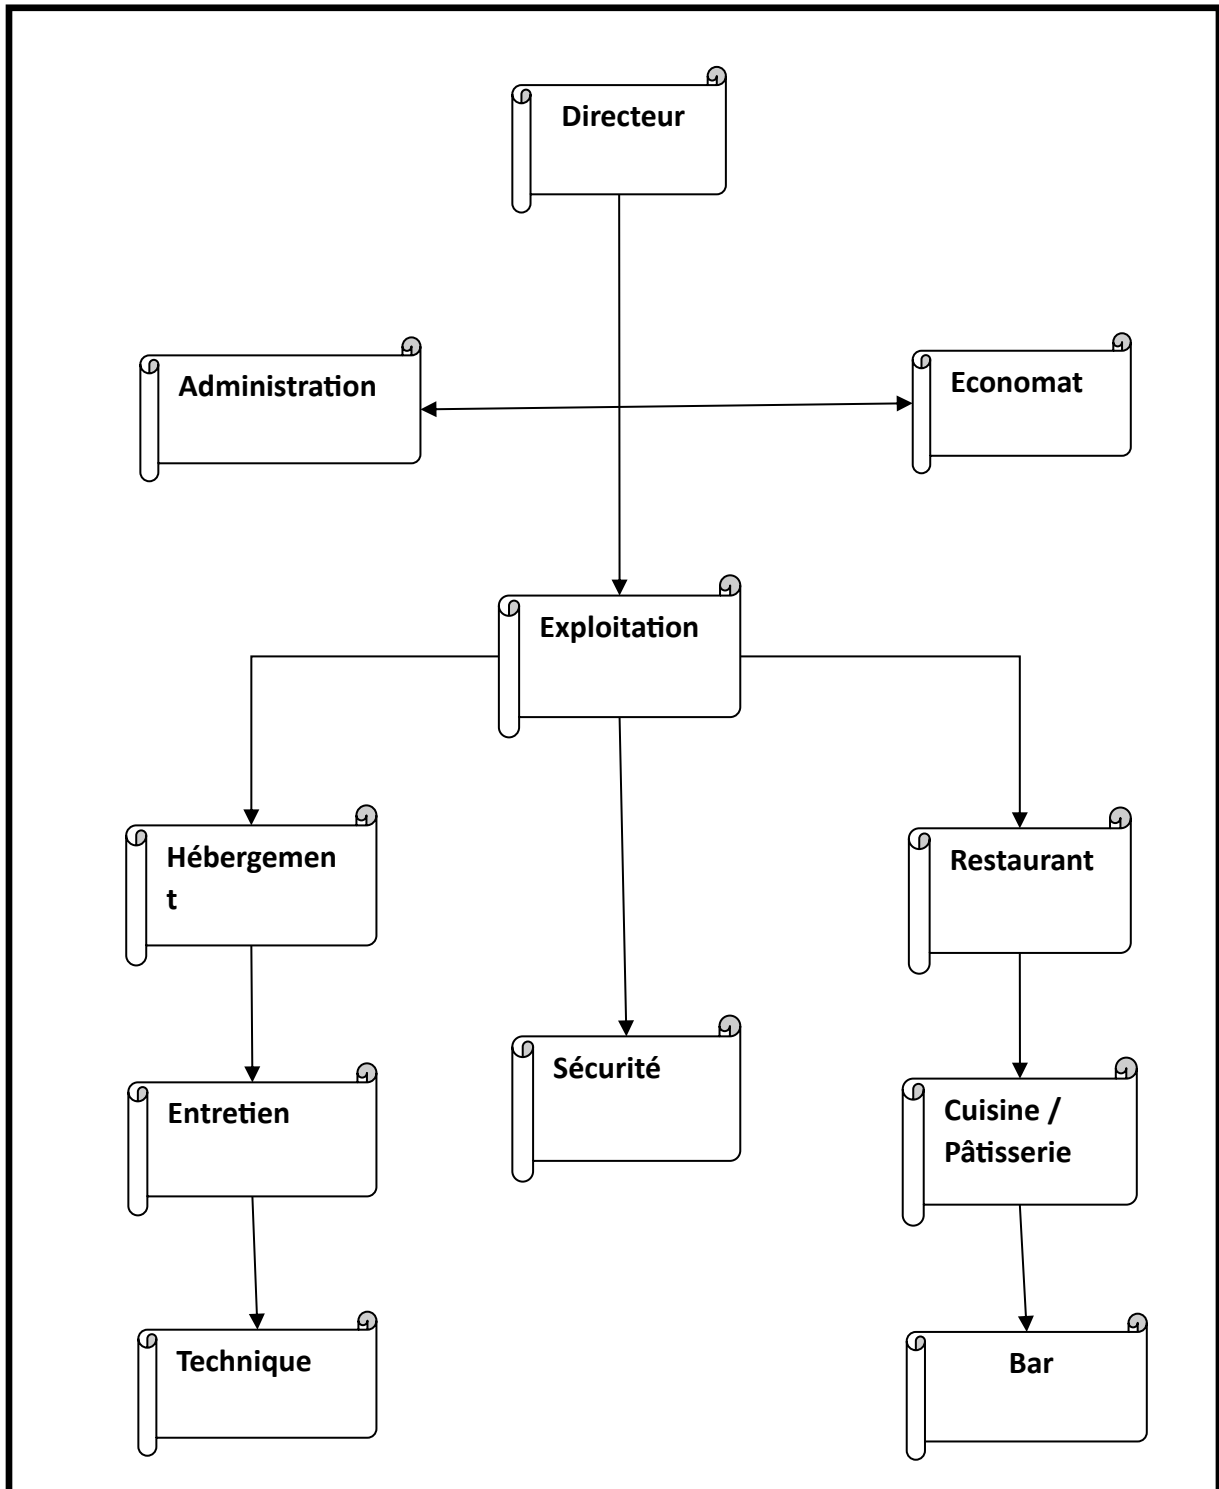 Directeur
Administration
Economat
Exploitation
Hébergemen
t
Restaurant
Sécurité
Entretien
Cuisine /
Pâtisserie
Technique
Bar